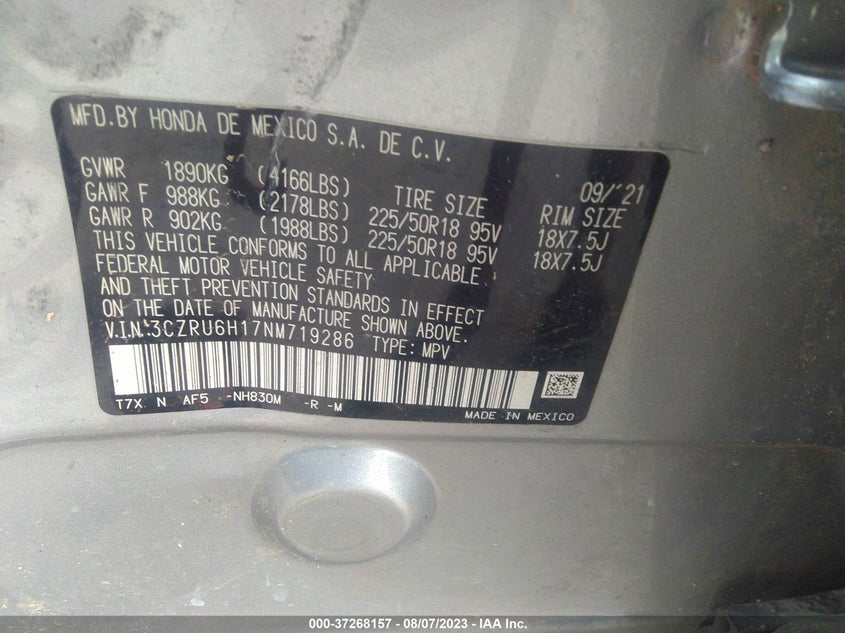 MFD.BY HONDA DE MEXICO S.A. DE C.V.
09/'21
GVWR 1890KG (4166LBS) TIRE SIZE RIM SIZE
GAWR F 988KG (2178LBS) 225/50R18 95V 18X7.5J
GAWR R 902KG (1988LBS) 225/50R18 95V 18X7.5J
THIS VEHICLE CONFORMS TO ALL APPLICABLE
FEDERAL MOTOR VEHICLE SAFETY
AND THEFT PREVENTION STANDARDS IN EFFECT
ON THE DATE OF MANUFACTURE SHOWN ABOVE.
V.I.N.3CZRU6H17NM719286 TYPE: MPV
T7X N AF5 -NH830M -R -M
MADE IN MEXICO
000-37268157 - 08/07/2023 - IAA Inc.